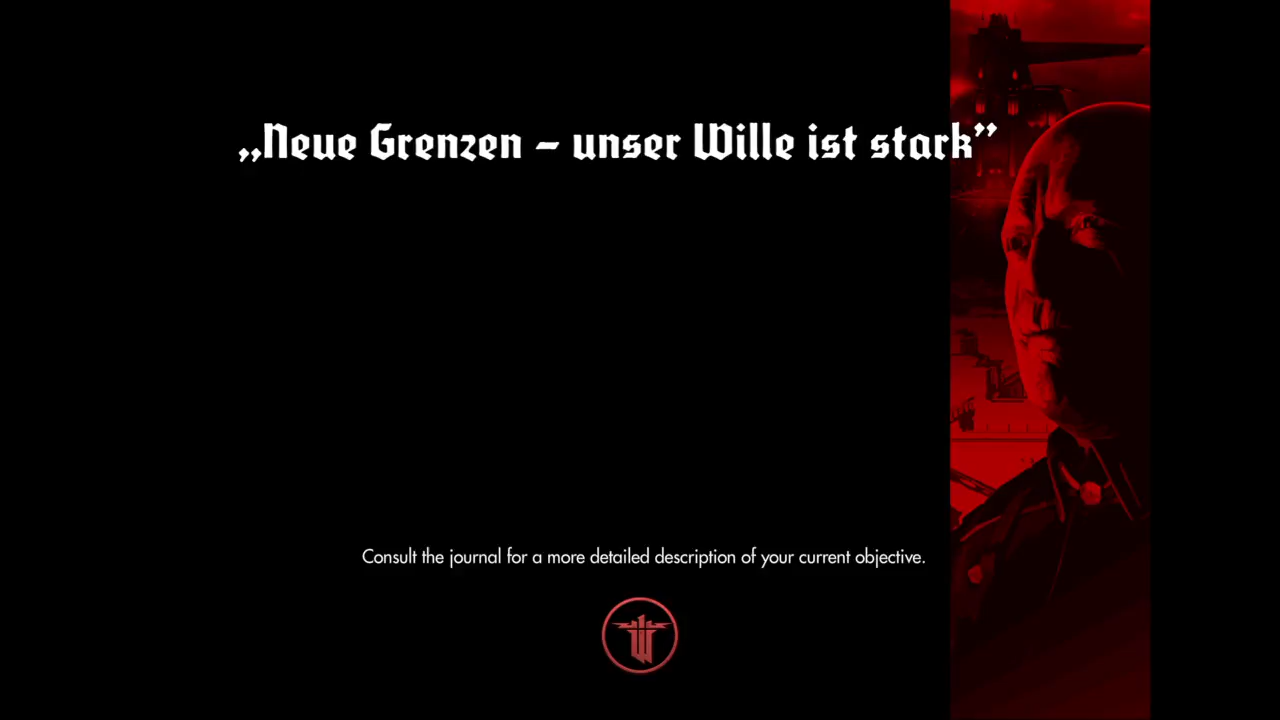 „Neue Grenzen – unser Wille ist stark”
Consult the journal for a more detailed description of your current objective.